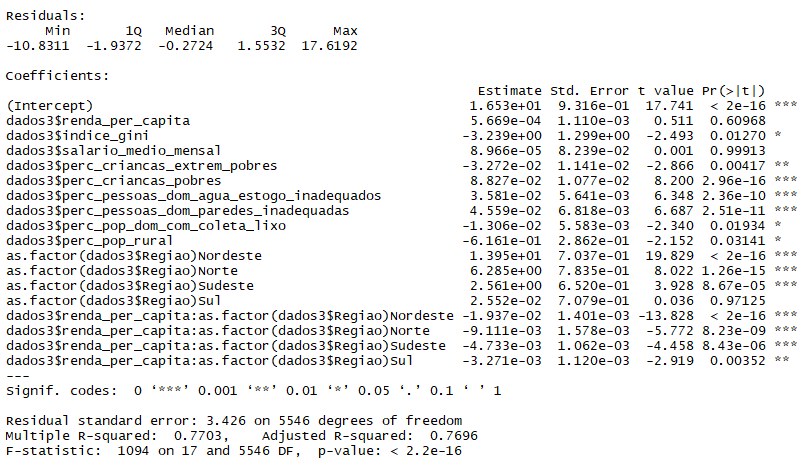 Residuals:
     Min       1Q   Median       3Q      Max
-10.8311  -1.9372  -0.2724   1.5532  17.6192
Coefficients:
Estimate Std. Error t value Pr(>|t|)
(Intercept) 1.653e+01 9.316e-01 17.741 < 2e-16 ***
dados3$renda_per_capita 5.669e-04 1.110e-03 0.511 0.60968
dados3$indice_gini -3.239e+00 1.299e+00 -2.493 0.01270 *
dados3$salario_medio_mensal 8.966e-05 8.239e-02 0.001 0.99913
dados3$perc_criancas_extrem_pobres -3.272e-02 1.141e-02 -2.866 0.00417 **
dados3$perc_criancas_pobres 8.827e-02 1.077e-02 8.200 2.96e-16 ***
dados3$perc_pessoas_dom_agua_estogo_inadequados 3.581e-02 5.641e-03 6.348 2.36e-10 ***
dados3$perc_pessoas_dom_paredes_inadequadas 4.559e-02 6.818e-03 6.687 2.51e-11 ***
dados3$perc_pop_dom_com_coleta_lixo -1.306e-02 5.583e-03 -2.340 0.01934 *
dados3$perc_pop_rural -6.161e-01 2.862e-01 -2.152 0.03141 *
as.factor(dados3$Regiao)Nordeste 1.395e+01 7.037e-01 19.829 < 2e-16 ***
as.factor(dados3$Regiao)Norte 6.285e+00 7.835e-01 8.022 1.26e-15 ***
as.factor(dados3$Regiao)Sudeste 2.561e+00 6.520e-01 3.928 8.67e-05 ***
as.factor(dados3$Regiao)Sul 2.552e-02 7.079e-01 0.036 0.97125
dados3$renda_per_capita:as.factor(dados3$Regiao)Nordeste -1.937e-02 1.401e-03 -13.828 < 2e-16 ***
dados3$renda_per_capita:as.factor(dados3$Regiao)Norte -9.111e-03 1.578e-03 -5.772 8.23e-09 ***
dados3$renda_per_capita:as.factor(dados3$Regiao)Sudeste -4.733e-03 1.062e-03 -4.458 8.43e-06 ***
dados3$renda_per_capita:as.factor(dados3$Regiao)Sul -3.271e-03 1.120e-03 -2.919 0.00352 **
---
Signif. codes:  0 ‘***’ 0.001 ‘**’ 0.01 ‘*’ 0.05 ‘.’ 0.1 ‘ ’ 1
Residual standard error: 3.426 on 5546 degrees of freedom
Multiple R-squared:  0.7703,    Adjusted R-squared:  0.7696
F-statistic:  1094 on 17 and 5546 DF,  p-value: < 2.2e-16